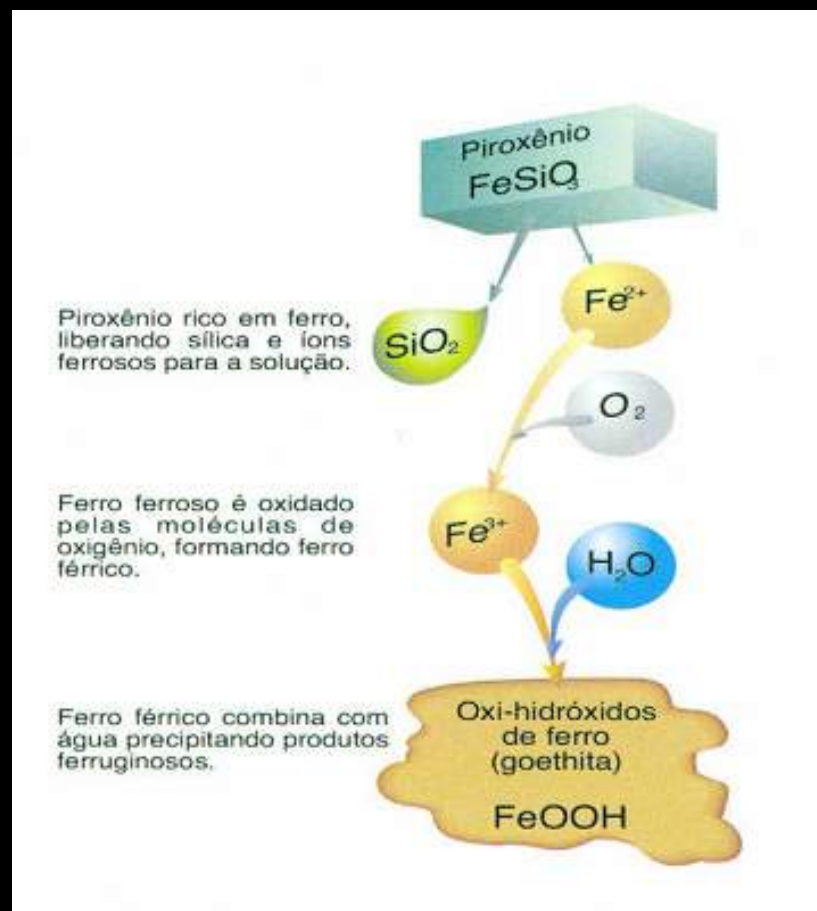 Piroxênio
FeSiO₃
Piroxênio rico em ferro,
liberando sílica e íons
ferrosos para a solução.
SiO₂
Fe²⁺
O₂
Ferro ferroso é oxidado
pelas moléculas de
oxigênio, formando ferro
férrico.
Fe³⁺
H₂O
Ferro férrico combina com
água precipitando produtos
ferruginosos.
Oxi-hidróxidos
de ferro
(goethita)
FeOOH